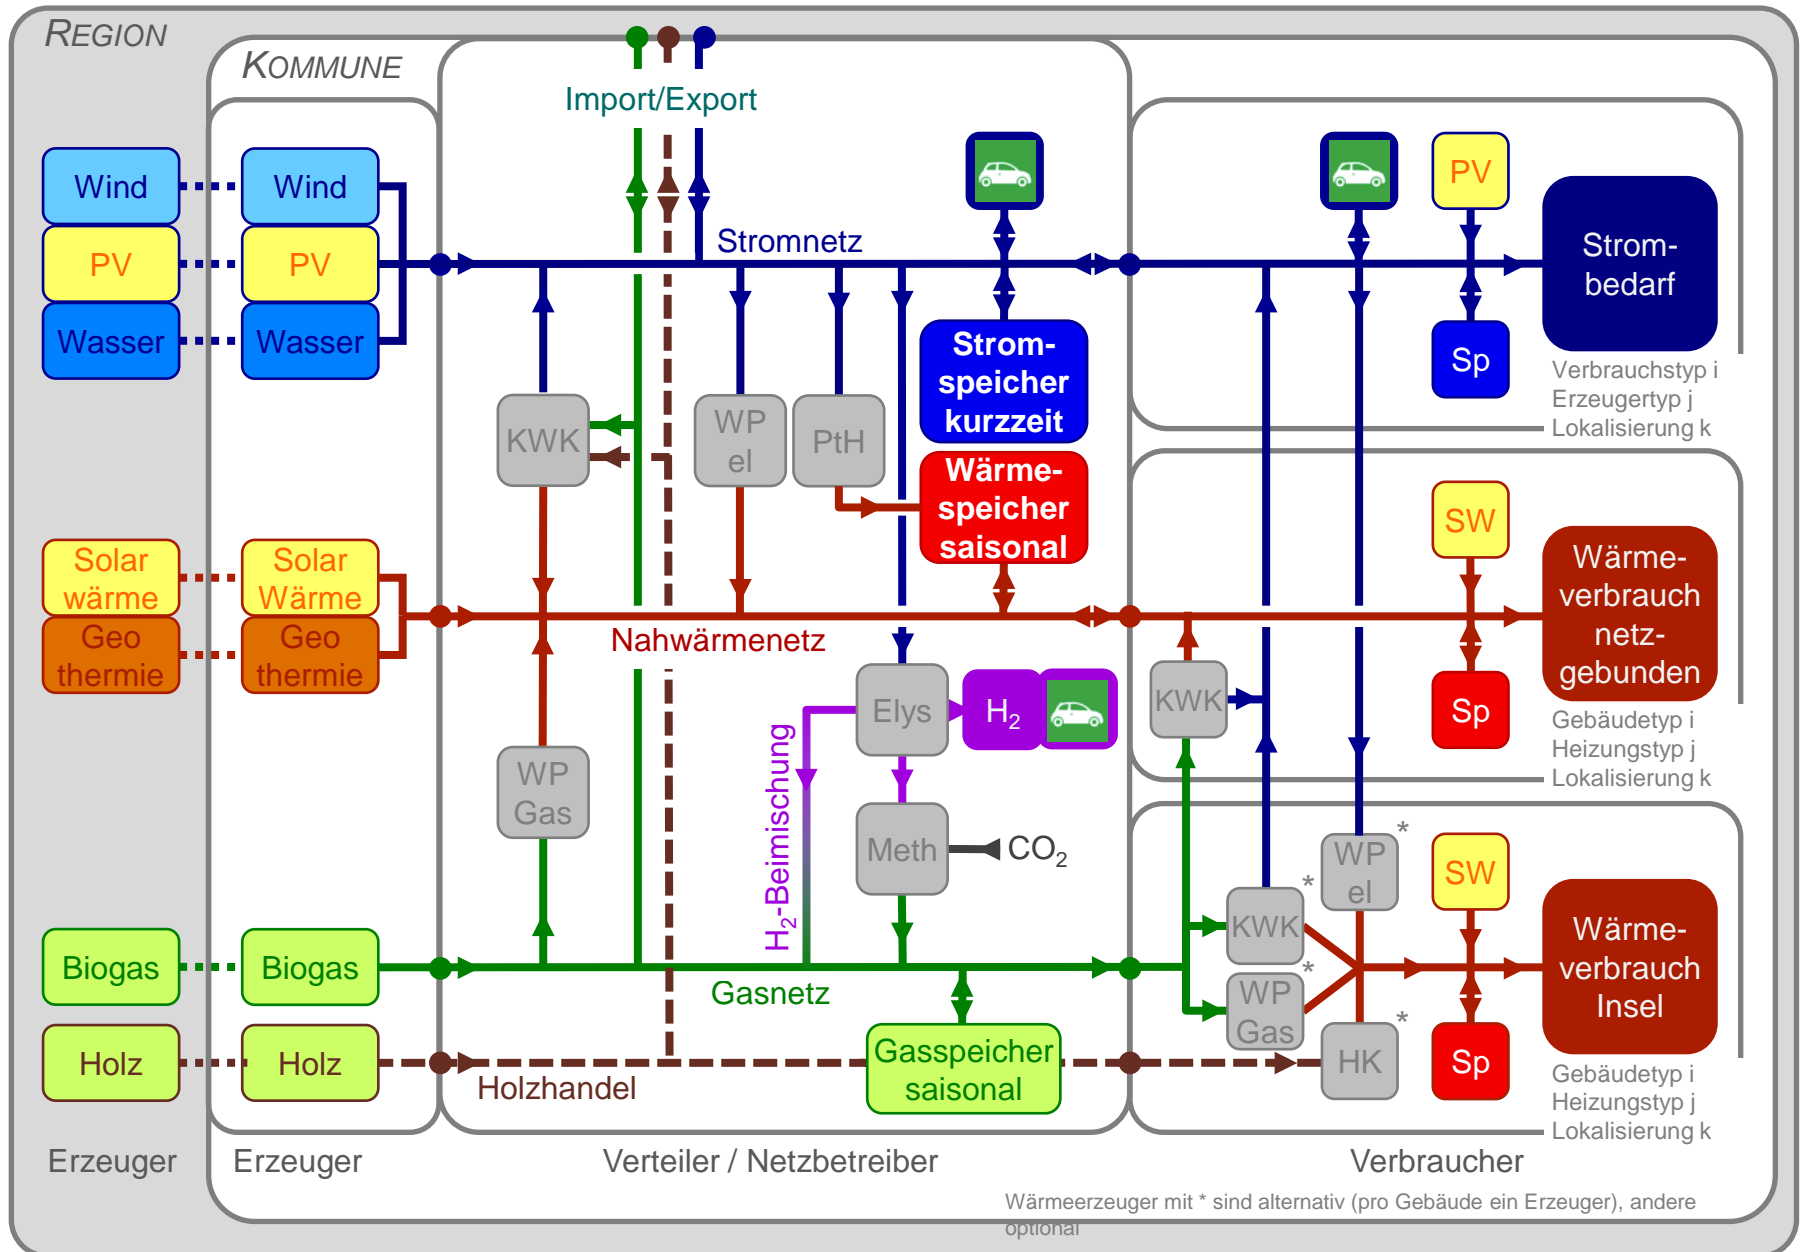 REGION
KOMMUNE
Import/Export
Wind
Wind
PV
Stromnetz
PV
PV
Strom-
bedarf
Wasser
Wasser
Strom-
speicher
kurzzeit
Sp
Verbrauchstyp i
Erzeugertyp j
Lokalisierung k
KWK
WP
el
PtH
Wärme-
speicher
saisonal
SW
Solar
wärme
Solar
Wärme
Wärme-
verbrauch
netz-
gebunden
Geo
thermie
Geo
thermie
Nahwärmenetz
KWK
Elys
H₂
Sp
Gebäudetyp i
Heizungstyp j
Lokalisierung k
WP
Gas
H₂-Beimischung
Meth
CO₂
WP
el
*
SW
KWK
*
Wärme-
verbrauch
Insel
Biogas
Biogas
Gasnetz
WP
Gas
*
Holz
Holz
Holzhandel
Gasspeicher
saisonal
HK
*
Sp
Gebäudetyp i
Heizungstyp j
Lokalisierung k
Erzeuger
Erzeuger
Verteiler / Netzbetreiber
Verbraucher
Wärmeerzeuger mit * sind alternativ (pro Gebäude ein Erzeuger), andere
optional